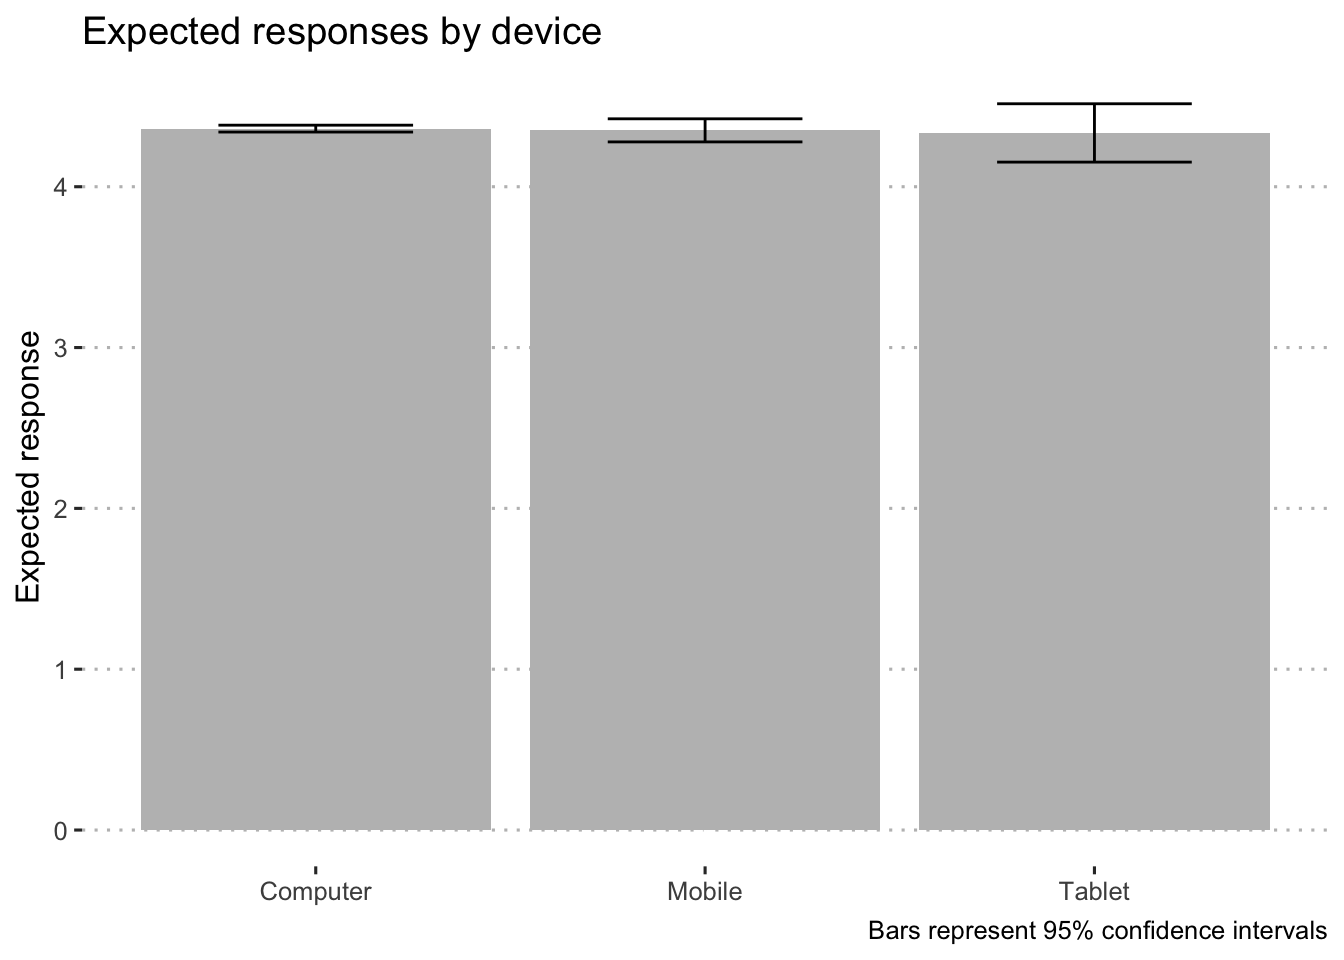 Expected responses by device
Expected response
4
3
2
1
0
Computer
Mobile
Tablet
Bars represent 95% confidence intervals